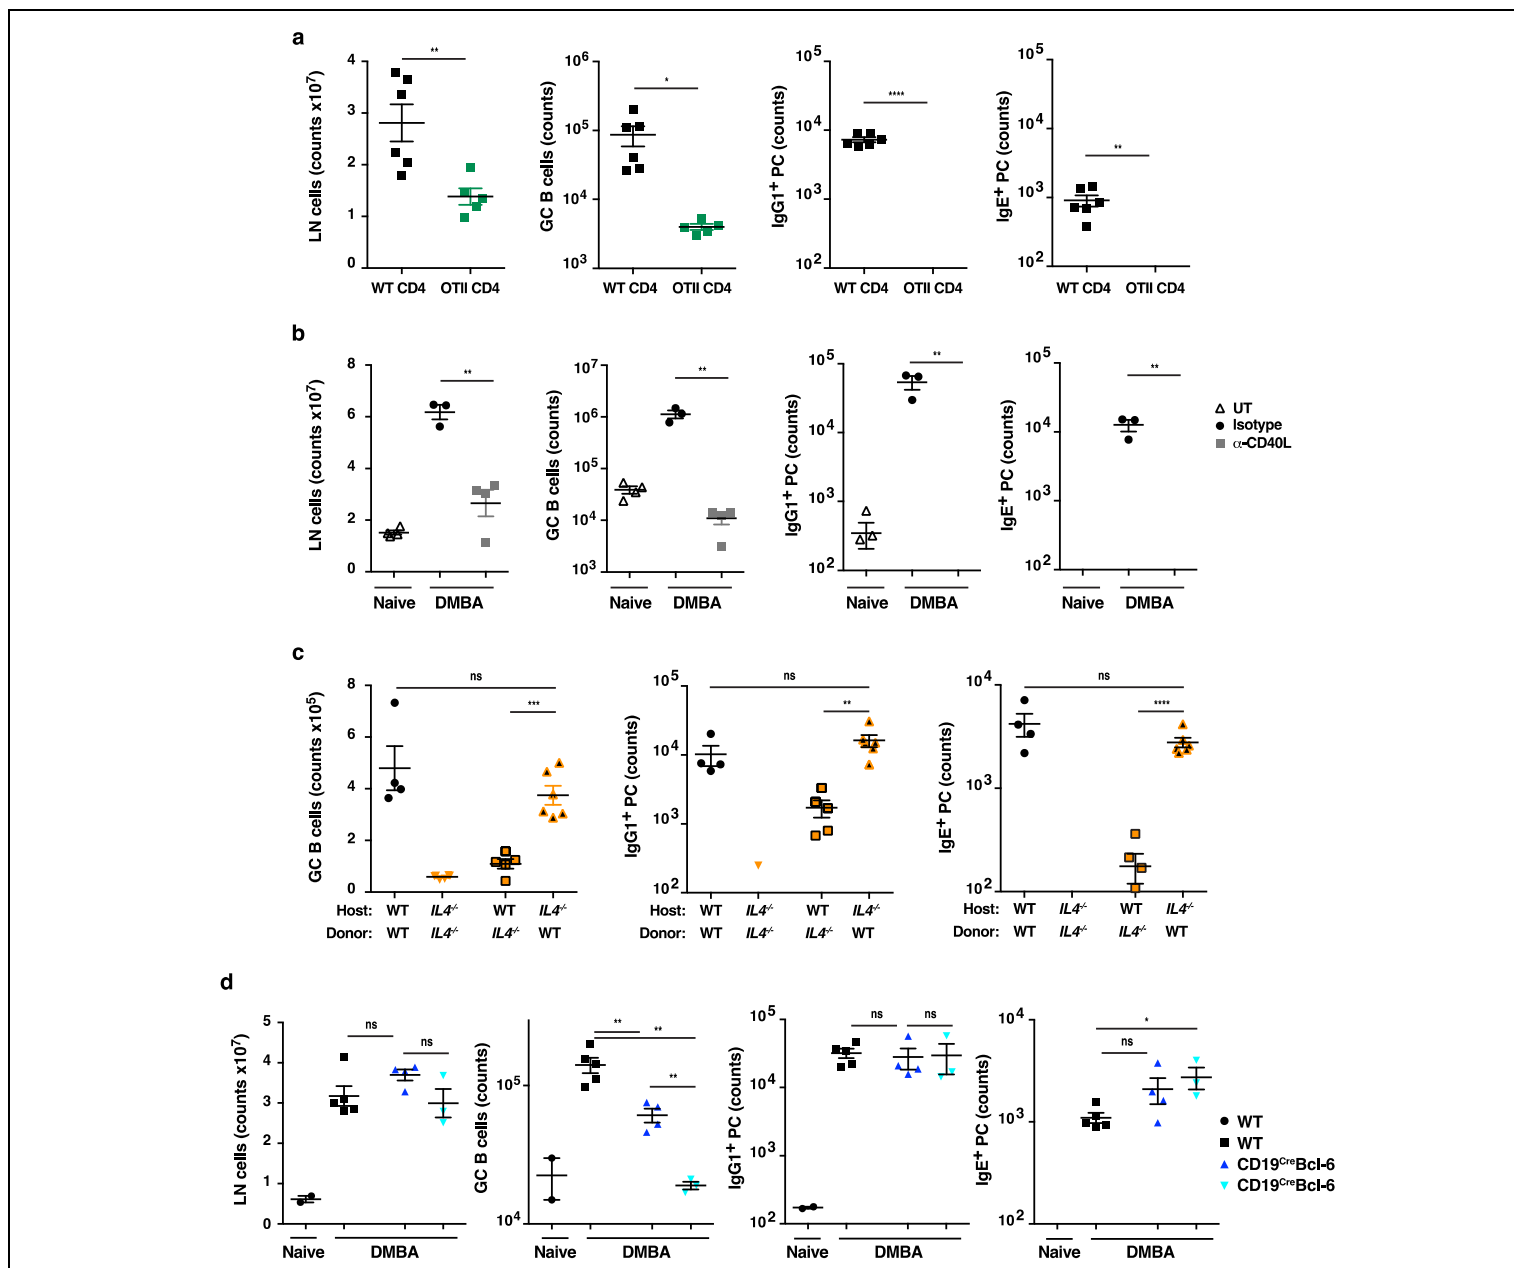 a
LN cells (counts x10⁷)
4
3
2
1
0
**
WT CD4 OTII CD4
GC B cells (counts)
10⁶
10⁵
10⁴
10³
*
WT CD4 OTII CD4
IgG1⁺ PC (counts)
10⁵
10⁴
10³
10²
****
WT CD4 OTII CD4
IgE⁺ PC (counts)
10⁵
10⁴
10³
10²
**
WT CD4 OTII CD4
b
LN cells (counts x10⁷)
8
6
4
2
0
**
Naive DMBA
GC B cells (counts)
10⁷
10⁶
10⁵
10⁴
10³
**
Naive DMBA
IgG1⁺ PC (counts)
10⁵
10⁴
10³
10²
**
Naive DMBA
IgE⁺ PC (counts)
10⁵
10⁴
10³
10²
**
Naive DMBA
UT
Isotype
α-CD40L
c
GC B cells (counts x10⁵)
8
6
4
2
0
ns
***
Host: WT IL4⁻/⁻ WT IL4⁻/⁻
Donor: WT IL4⁻/⁻ IL4⁻/⁻ WT
IgG1⁺ PC (counts)
10⁵
10⁴
10³
10²
ns
**
Host: WT IL4⁻/⁻ WT IL4⁻/⁻
Donor: WT IL4⁻/⁻ IL4⁻/⁻ WT
IgE⁺ PC (counts)
10⁴
10³
10²
ns
****
Host: WT IL4⁻/⁻ WT IL4⁻/⁻
Donor: WT IL4⁻/⁻ IL4⁻/⁻ WT
d
LN cells (counts x10⁷)
5
4
3
2
1
0
ns
ns
Naive DMBA
GC B cells (counts)
10⁵
10⁴
**
**
**
Naive DMBA
IgG1⁺ PC (counts)
10⁵
10⁴
10³
10²
ns
ns
Naive DMBA
IgE⁺ PC (counts)
10⁴
10³
10²
*
ns
Naive DMBA
WT
WT
CD19ᶜʳᵉBcl-6
CD19ᶜʳᵉBcl-6